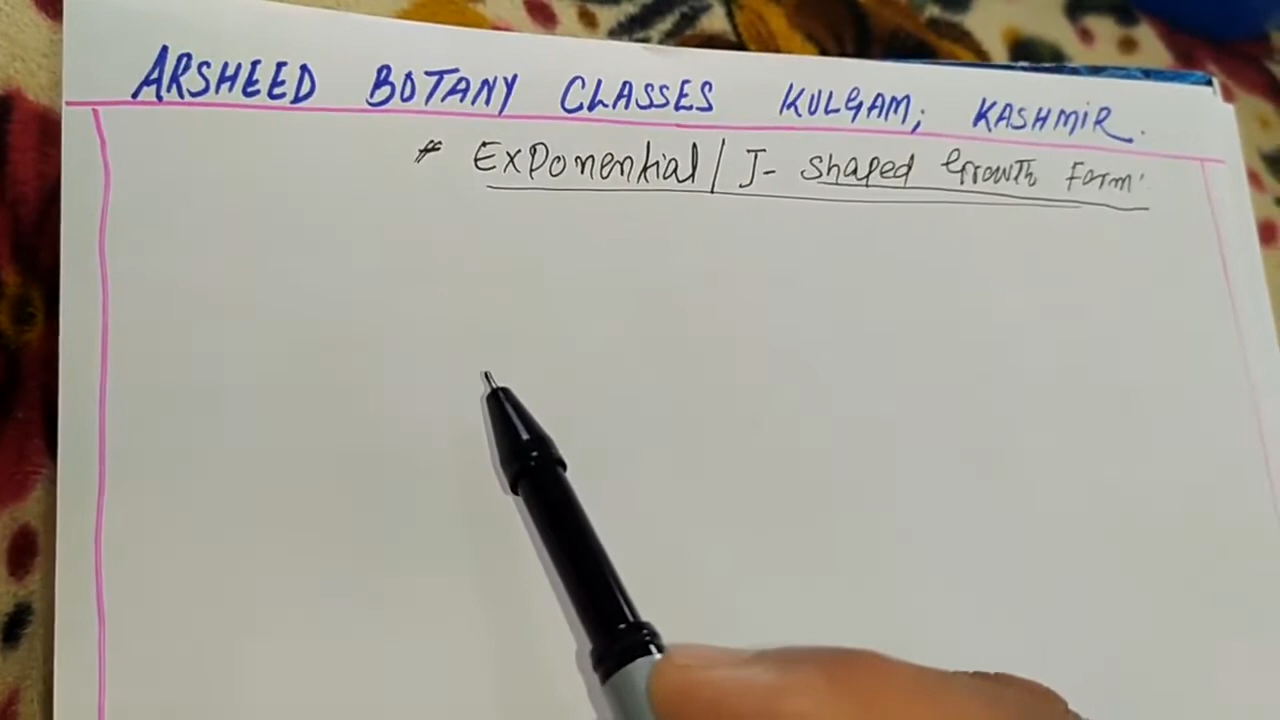 ARSHEED BOTANY CLASSES KULGAM; KASHMIR.
* Exponential / J- shaped Growth Form